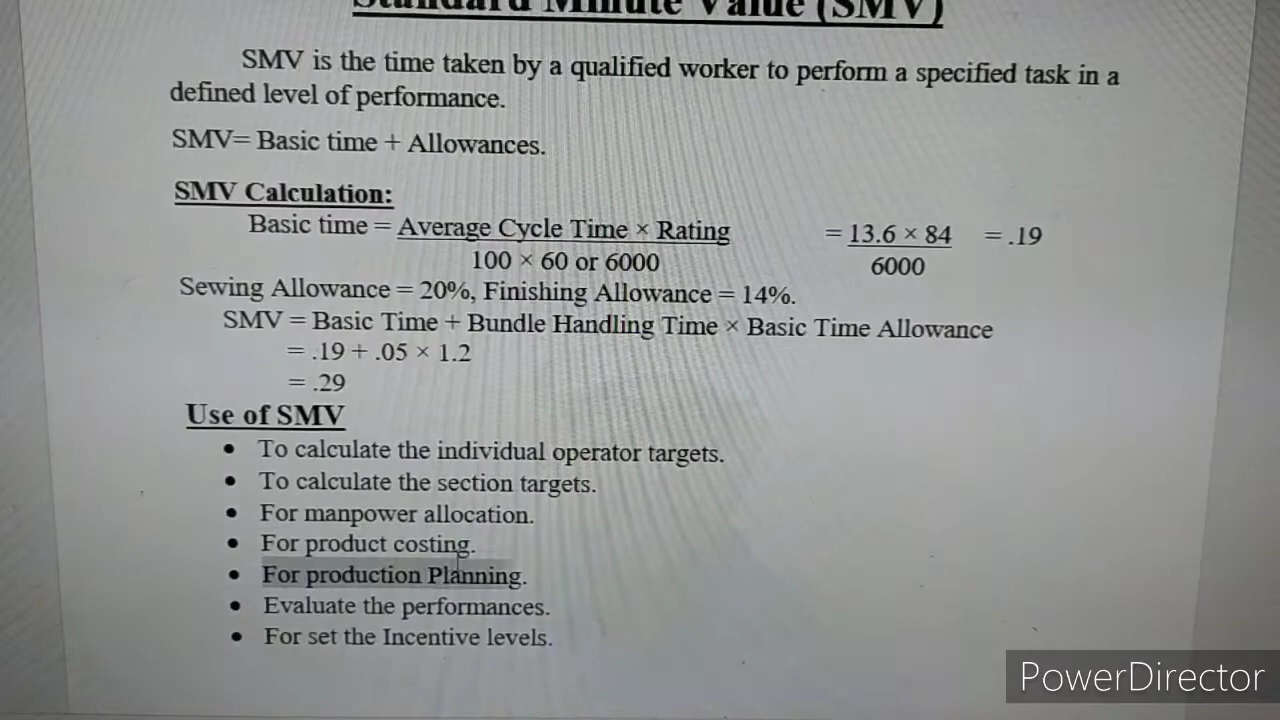 Standard Minute Value (SMV)
SMV is the time taken by a qualified worker to perform a specified task in a
defined level of performance.
SMV= Basic time + Allowances.
SMV Calculation:
Basic time = Average Cycle Time × Rating = 13.6 × 84 = .19
100 × 60 or 6000 6000
Sewing Allowance = 20%, Finishing Allowance = 14%.
SMV = Basic Time + Bundle Handling Time × Basic Time Allowance
= .19 + .05 × 1.2
= .29
Use of SMV
• To calculate the individual operator targets.
• To calculate the section targets.
• For manpower allocation.
• For product costing.
• For production Planning.
• Evaluate the performances.
• For set the Incentive levels.
PowerDirector